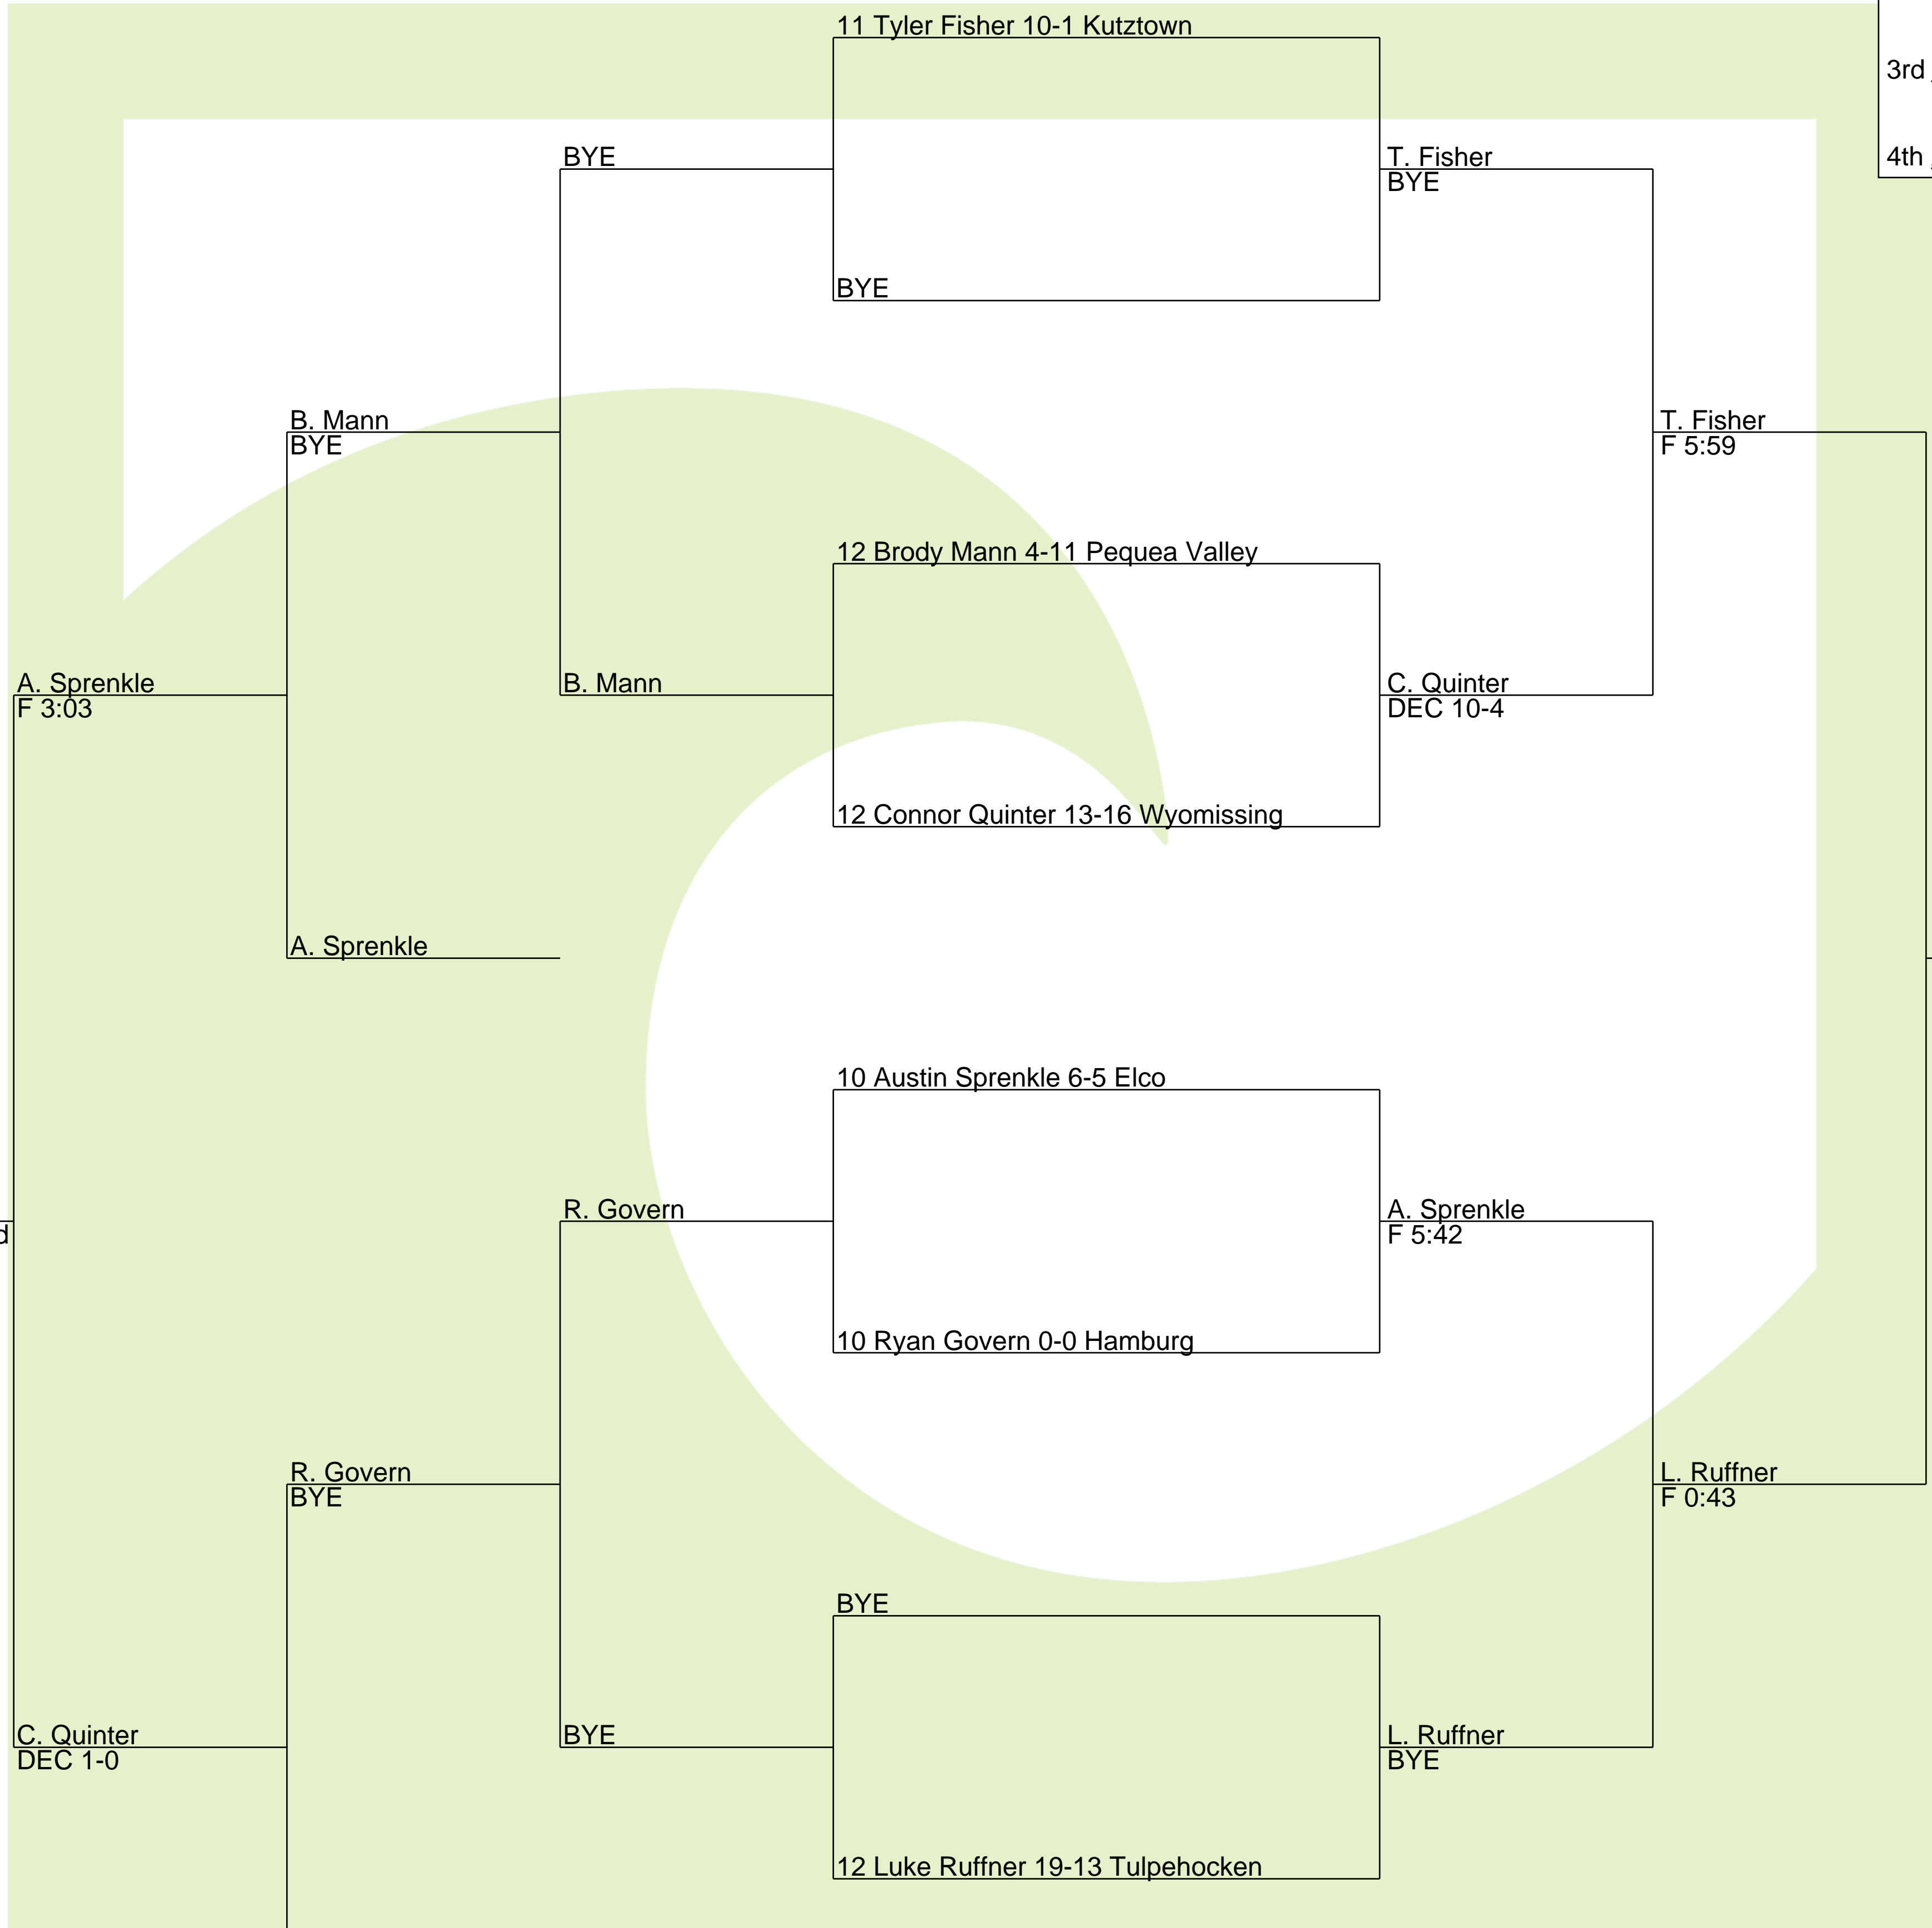 11 Tyler Fisher 10-1 Kutztown
3rd
BYE
T. Fisher
4th
BYE
BYE
B. Mann
T. Fisher
BYE
F 5:59
12 Brody Mann 4-11 Pequea Valley
A. Sprenkle
B. Mann
C. Quinter
F 3:03
DEC 10-4
12 Connor Quinter 13-16 Wyomissing
A. Sprenkle
10 Austin Sprenkle 6-5 Elco
R. Govern
A. Sprenkle
d
F 5:42
10 Ryan Govern 0-0 Hamburg
R. Govern
L. Ruffner
BYE
F 0:43
BYE
C. Quinter
BYE
L. Ruffner
DEC 1-0
BYE
12 Luke Ruffner 19-13 Tulpehocken